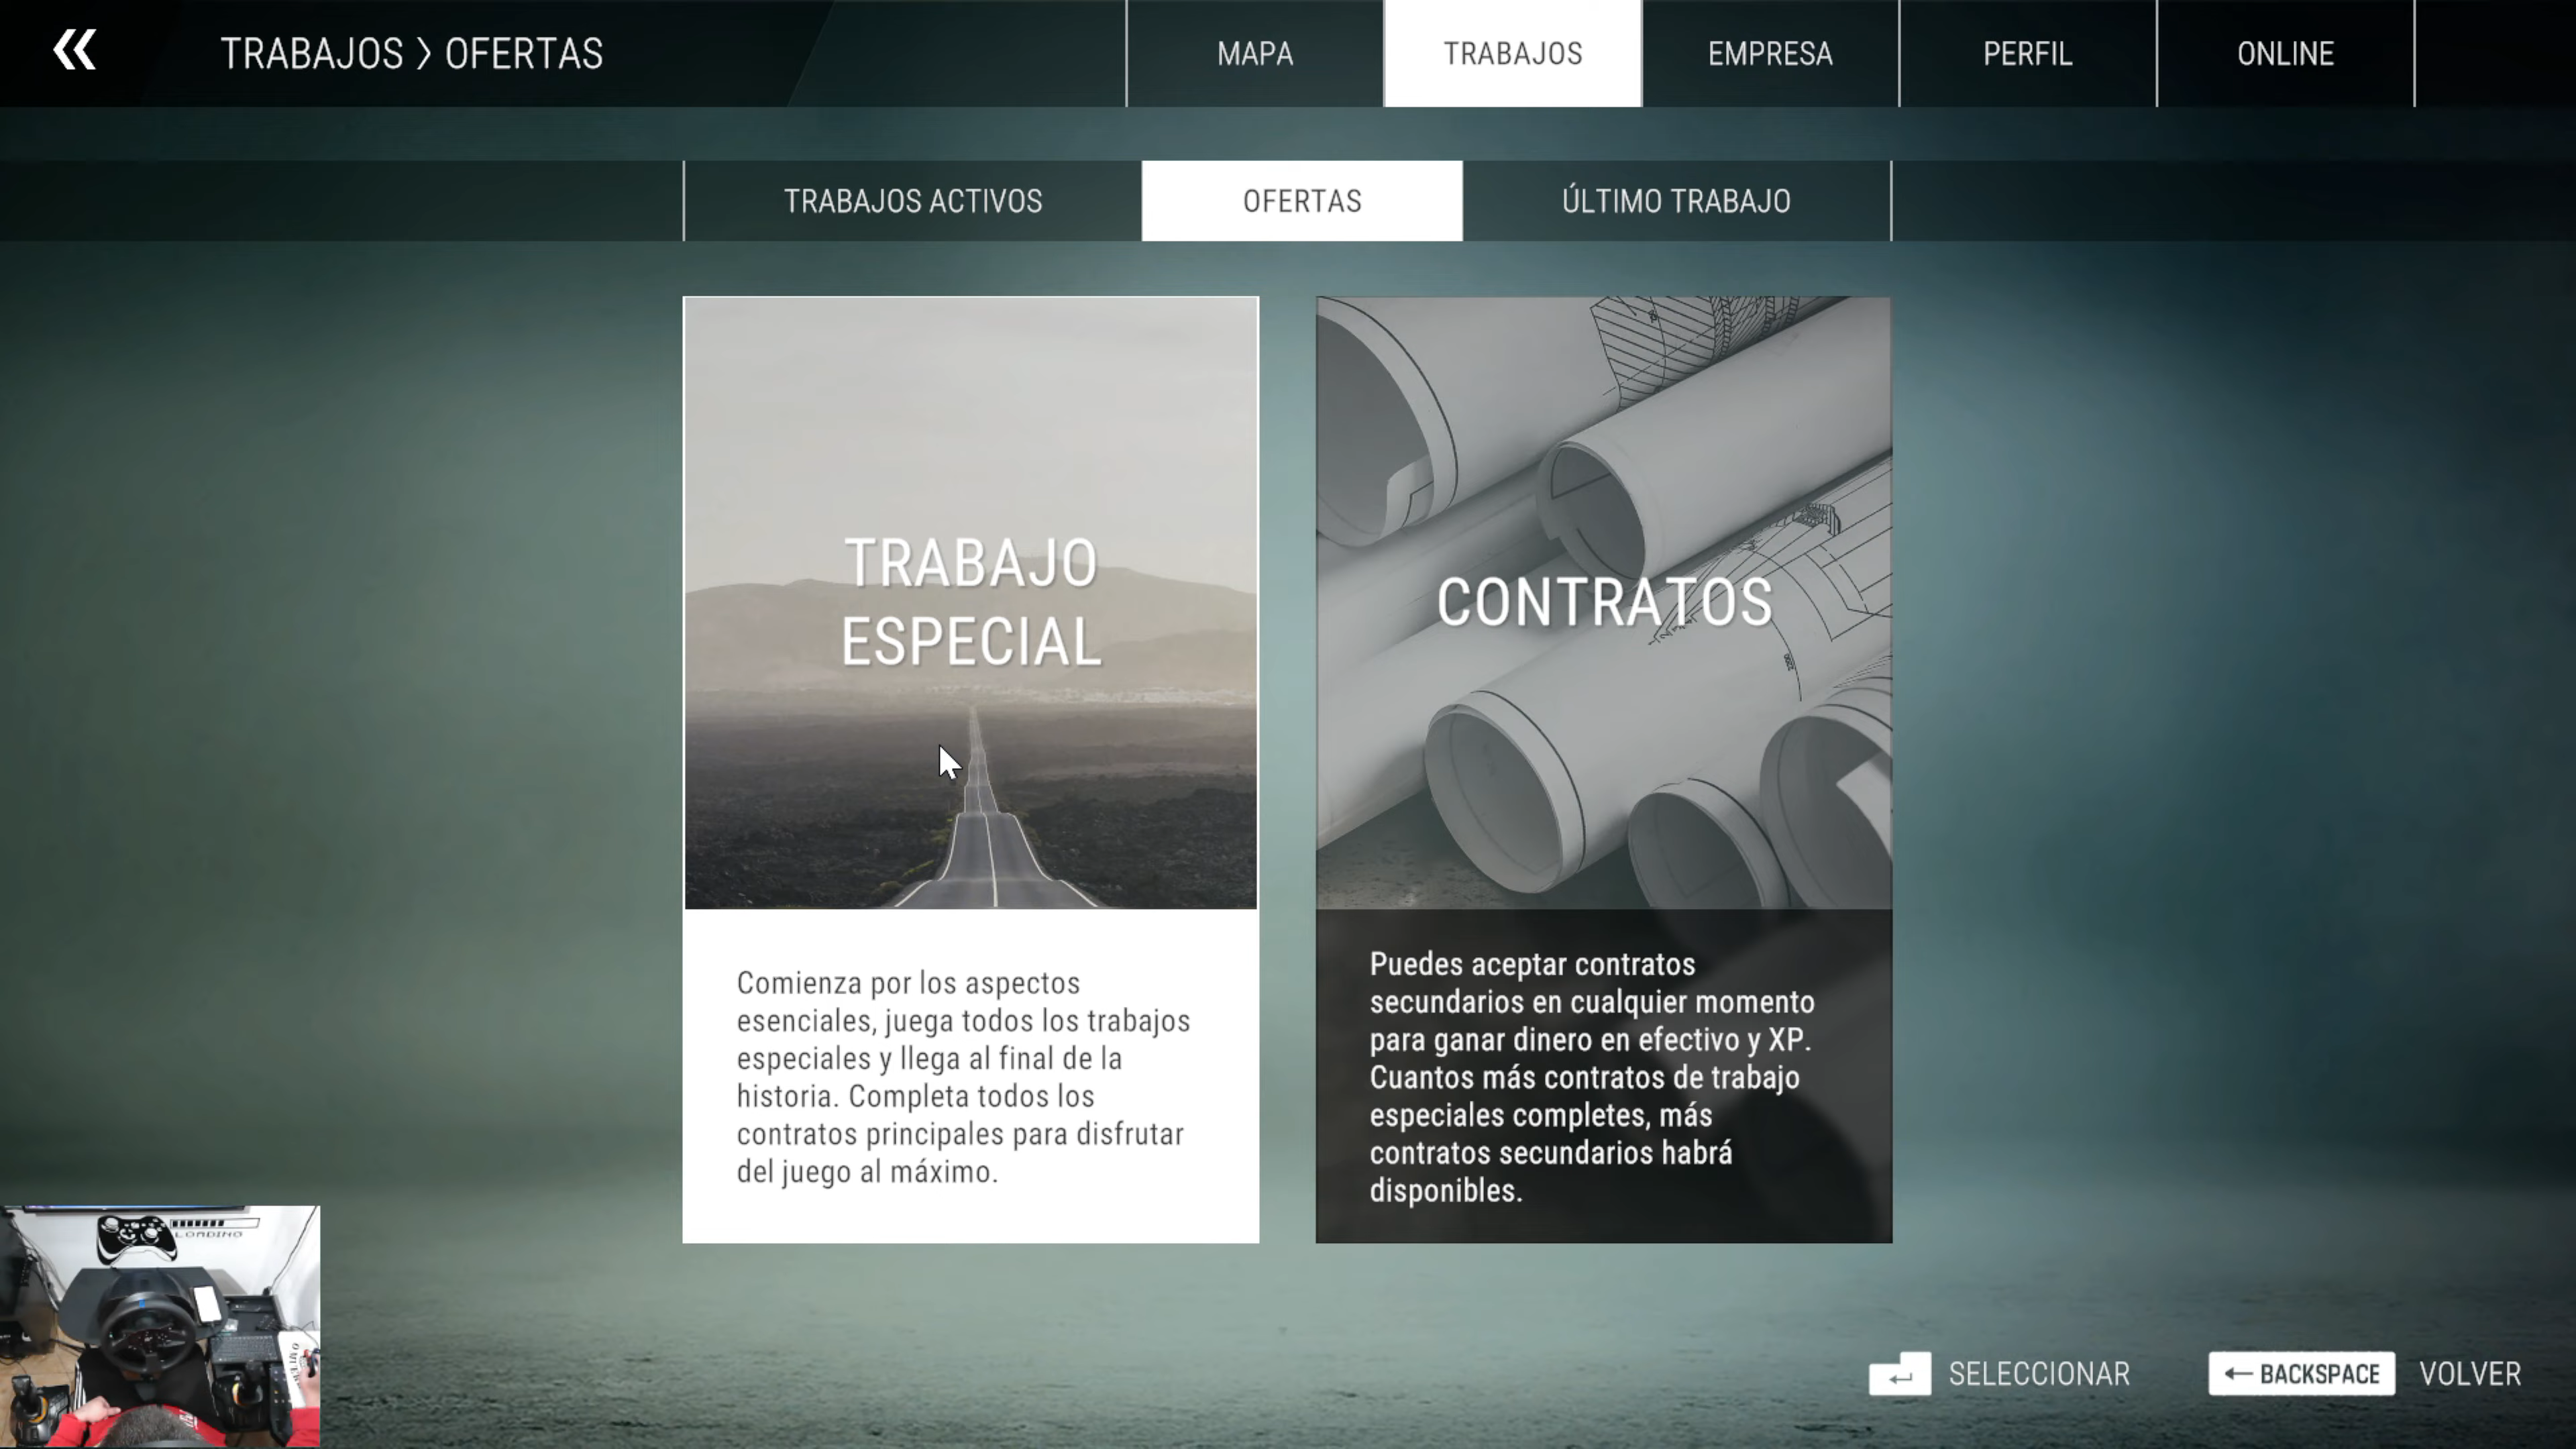 TRABAJOS > OFERTAS
MAPA
TRABAJOS
EMPRESA
PERFIL
ONLINE
TRABAJOS ACTIVOS
OFERTAS
ÚLTIMO TRABAJO
TRABAJO
ESPECIAL
CONTRATOS
Comienza por los aspectos
esenciales, juega todos los trabajos
especiales y llega al final de la
historia. Completa todos los
contratos principales para disfrutar
del juego al máximo.
Puedes aceptar contratos
secundarios en cualquier momento
para ganar dinero en efectivo y XP.
Cuantos más contratos de trabajo
especiales completes, más
contratos secundarios habrá
disponibles.
LOADING
SELECCIONAR
← BACKSPACE
VOLVER